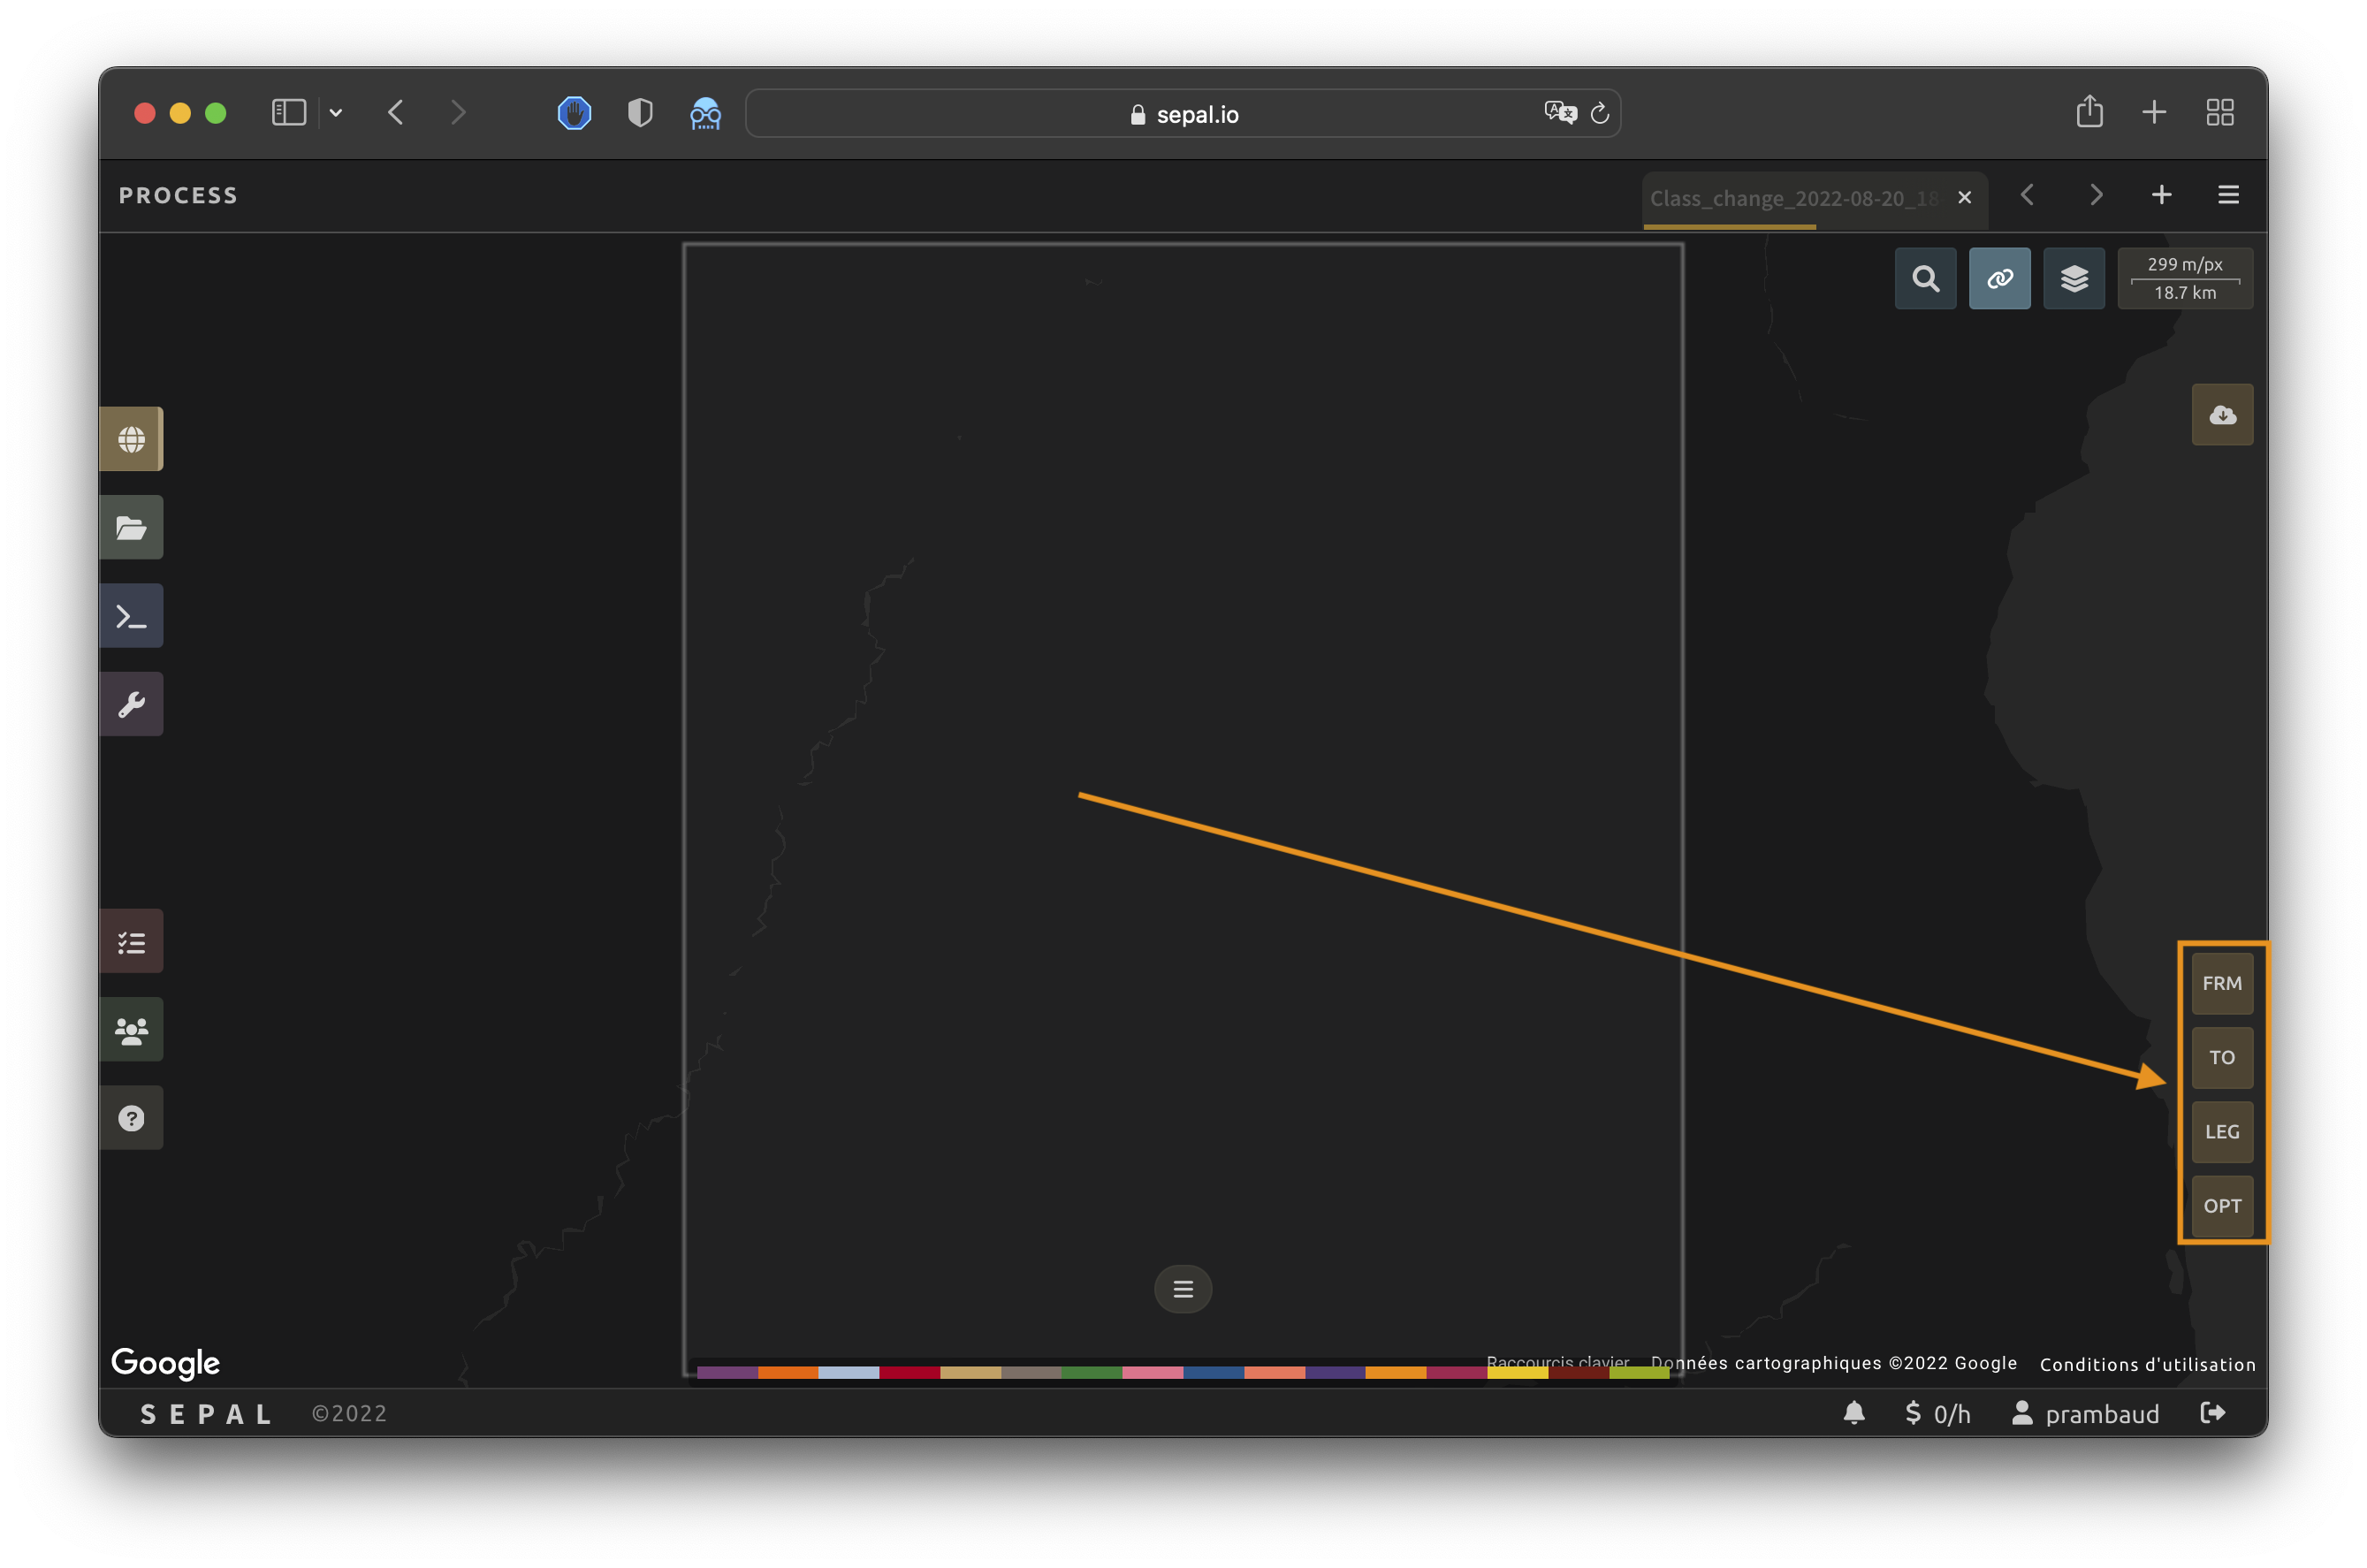 sepal.io
PROCESS
Class_change_2022-08-20_18
299 m/px
18.7 km
FRM
TO
LEG
OPT
Google
Raccourcis clavier
Données cartographiques ©2022 Google
Conditions d'utilisation
SEPAL ©2022
$ 0/h
prambaud